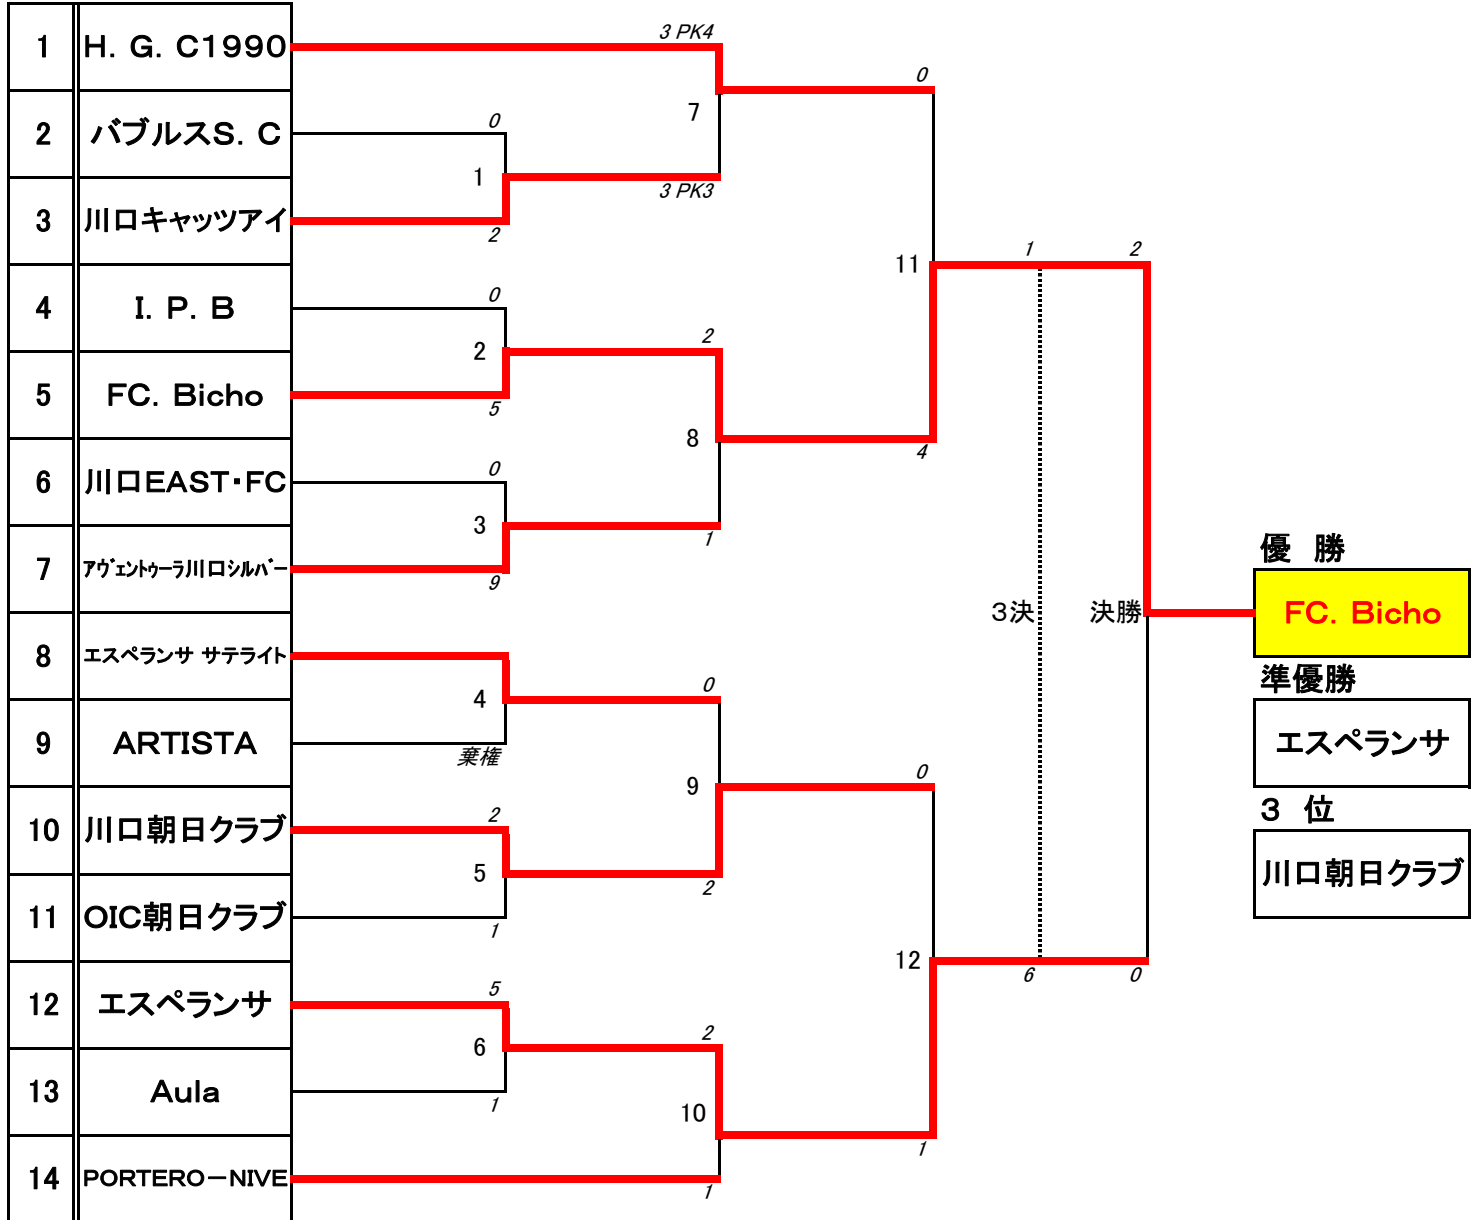 1 H. G. C1990
2 バブルスS. C
3 川口キャッツアイ
4 I. P. B
5 FC. Bicho
6 川口EAST・FC
7 アヴェントゥーラ川口シルバー
8 エスペランサ サテライト
9 ARTISTA
10 川口朝日クラブ
11 OIC朝日クラブ
12 エスペランサ
13 Aula
14 PORTERO－NIVE
0
1
2
0
2
5
0
3
9
4
棄権
2
5
1
5
6
1
3 PK4
7
3 PK3
2
8
1
0
9
2
2
10
1
0
11
4
0
12
1
1
3決
6
2
決勝
0
優 勝
FC. Bicho
準優勝
エスペランサ
3 位
川口朝日クラブ